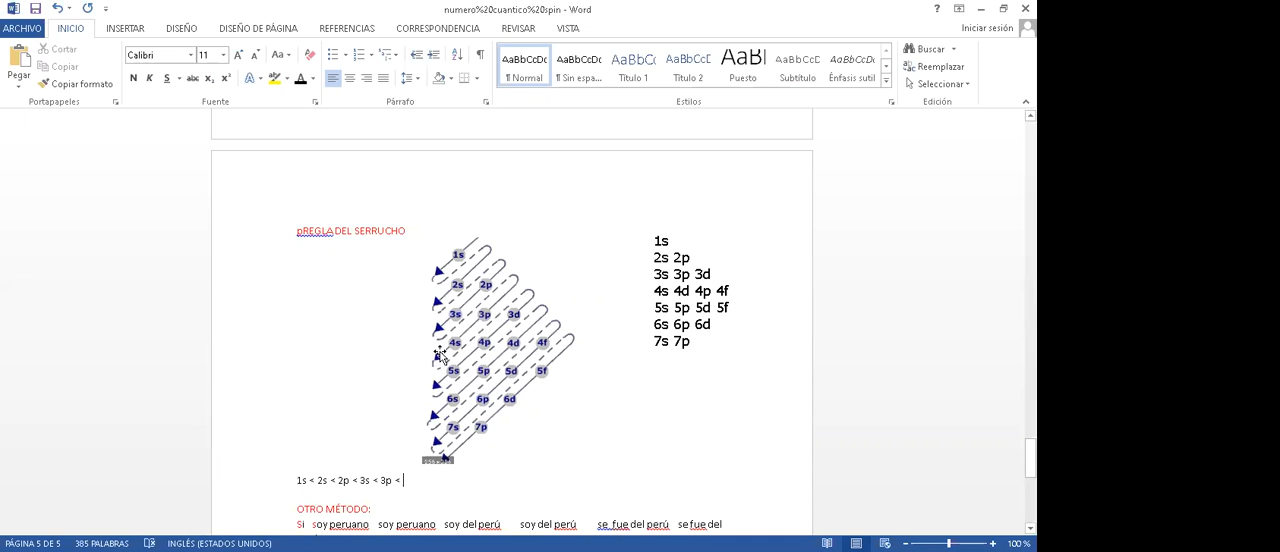 numero%20cuantico%20spin - Word
ARCHIVO INICIO INSERTAR DISEÑO DISEÑO DE PÁGINA REFERENCIAS CORRESPONDENCIA REVISAR VISTA Iniciar sesión
Pegar
Cortar
Copiar
Copiar formato
Portapapeles
Calibri 11
Aa
N K S abc x₂ x²
Fuente
Párrafo
AaBbCcDc
¶ Normal
AaBbCcDc
¶ Sin espa...
AaBbCc
Título 1
AaBbCcD
Título 2
AaBl
Puesto
AaBbCcD
Subtítulo
AaBbCcDc
Énfasis sutil
Estilos
Buscar
Reemplazar
Seleccionar
Edición
pREGLA DEL SERRUCHO
1s
2s 2p
3s 3p 3d
4s 4p 4d 4f
5s 5p 5d 5f
6s 6p 6d
7s 7p
1s
2s 2p
3s 3p 3d
4s 4d 4p 4f
5s 5p 5d 5f
6s 6p 6d
7s 7p
1s < 2s < 2p < 3s < 3p <
OTRO MÉTODO:
Si soy peruano soy peruano soy del perú soy del perú se fue del perú se fue del
PÁGINA 5 DE 5 385 PALABRAS INGLÉS (ESTADOS UNIDOS) 100 %